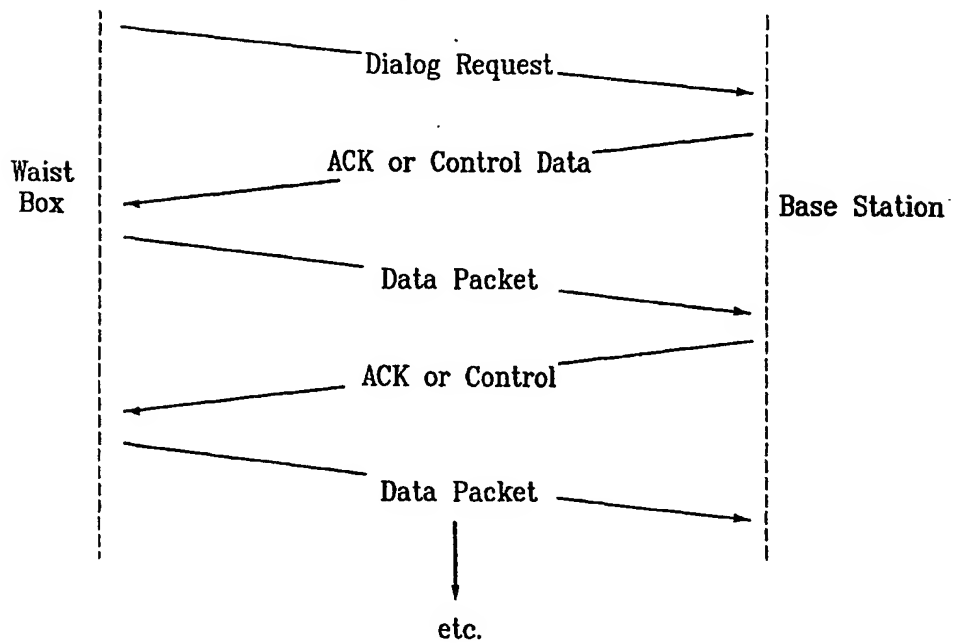 Dialog Request
ACK or Control Data
Waist
Box
Base Station
Data Packet
ACK or Control
Data Packet
etc.